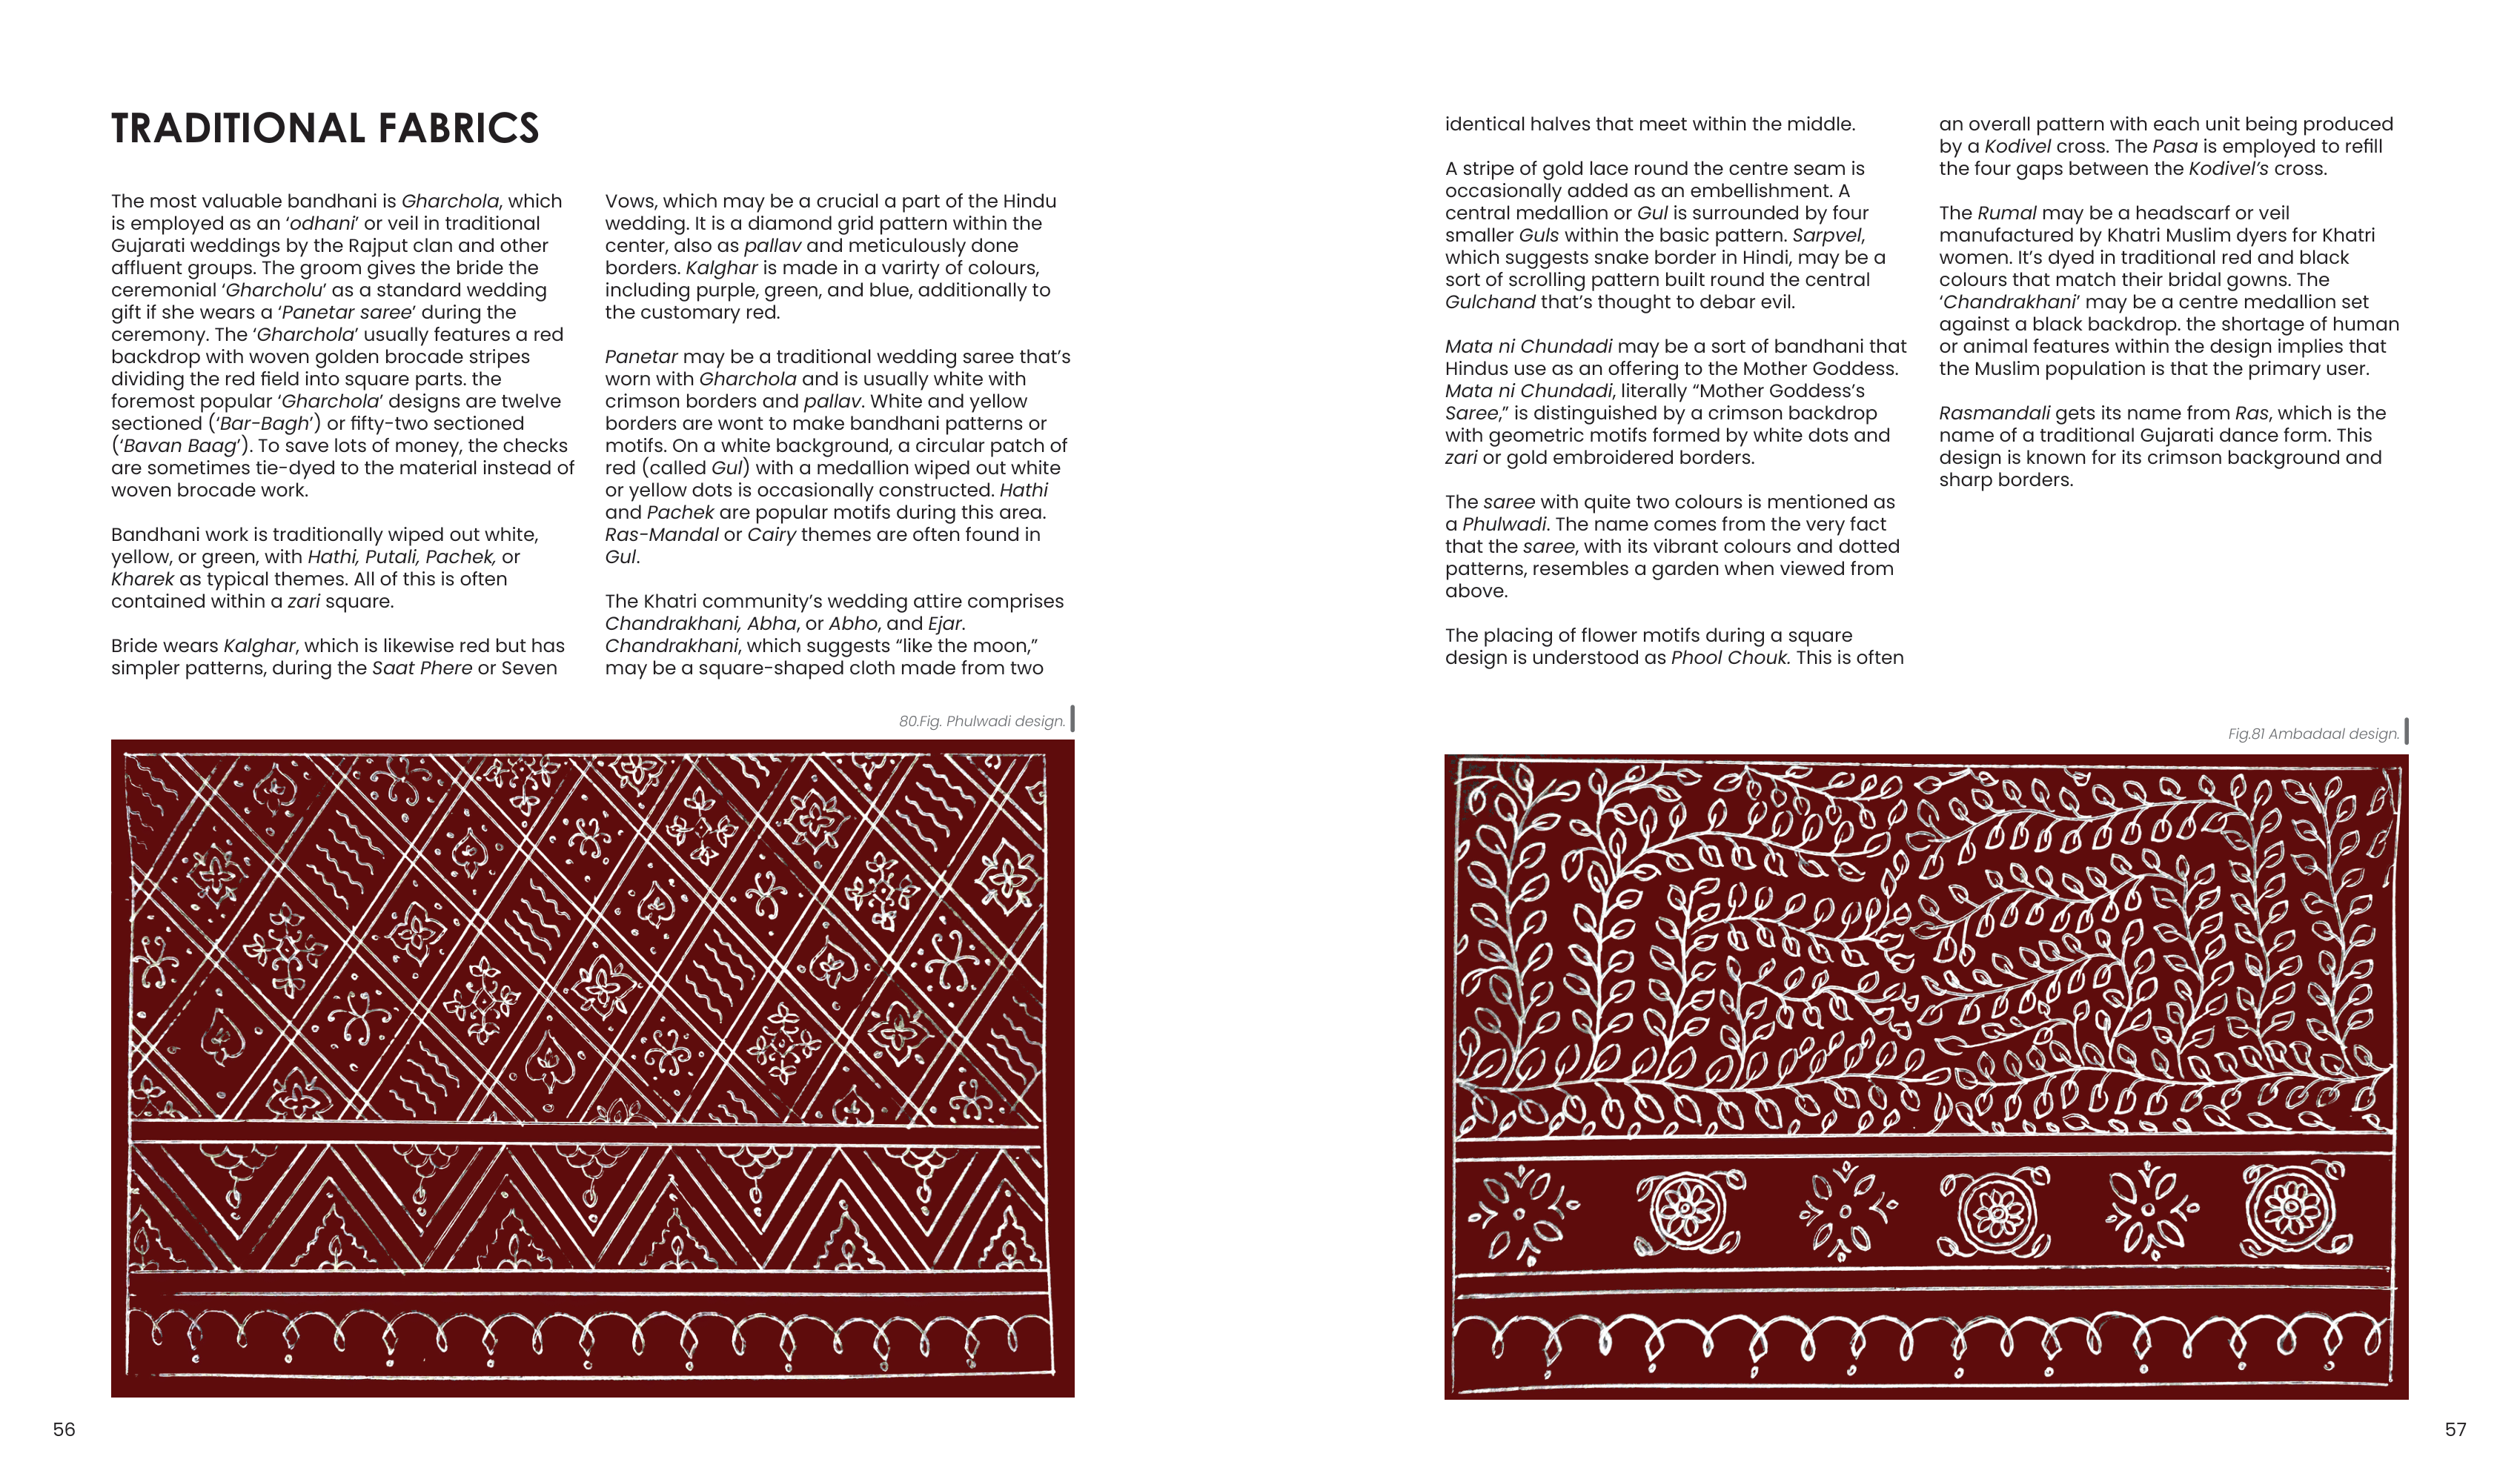 TRADITIONAL FABRICS
The most valuable bandhani is Gharchola, which
is employed as an ‘odhani’ or veil in traditional
Gujarati weddings by the Rajput clan and other
affluent groups. The groom gives the bride the
ceremonial ‘Gharcholu’ as a standard wedding
gift if she wears a ‘Panetar saree’ during the
ceremony. The ‘Gharchola’ usually features a red
backdrop with woven golden brocade stripes
dividing the red field into square parts. the
foremost popular ‘Gharchola’ designs are twelve
sectioned (‘Bar-Bagh’) or fifty-two sectioned
(‘Bavan Baag’). To save lots of money, the checks
are sometimes tie-dyed to the material instead of
woven brocade work.
Bandhani work is traditionally wiped out white,
yellow, or green, with Hathi, Putali, Pachek, or
Kharek as typical themes. All of this is often
contained within a zari square.
Bride wears Kalghar, which is likewise red but has
simpler patterns, during the Saat Phere or Seven
Vows, which may be a crucial a part of the Hindu
wedding. It is a diamond grid pattern within the
center, also as pallav and meticulously done
borders. Kalghar is made in a varirty of colours,
including purple, green, and blue, additionally to
the customary red.
Panetar may be a traditional wedding saree that’s
worn with Gharchola and is usually white with
crimson borders and pallav. White and yellow
borders are wont to make bandhani patterns or
motifs. On a white background, a circular patch of
red (called Gul) with a medallion wiped out white
or yellow dots is occasionally constructed. Hathi
and Pachek are popular motifs during this area.
Ras-Mandal or Cairy themes are often found in
Gul.
The Khatri community’s wedding attire comprises
Chandrakhani, Abha, or Abho, and Ejar.
Chandrakhani, which suggests “like the moon,”
may be a square-shaped cloth made from two
80.Fig. Phulwadi design.
56
identical halves that meet within the middle.
A stripe of gold lace round the centre seam is
occasionally added as an embellishment. A
central medallion or Gul is surrounded by four
smaller Guls within the basic pattern. Sarpvel,
which suggests snake border in Hindi, may be a
sort of scrolling pattern built round the central
Gulchand that’s thought to debar evil.
Mata ni Chundadi may be a sort of bandhani that
Hindus use as an offering to the Mother Goddess.
Mata ni Chundadi, literally “Mother Goddess’s
Saree,” is distinguished by a crimson backdrop
with geometric motifs formed by white dots and
zari or gold embroidered borders.
The saree with quite two colours is mentioned as
a Phulwadi. The name comes from the very fact
that the saree, with its vibrant colours and dotted
patterns, resembles a garden when viewed from
above.
The placing of flower motifs during a square
design is understood as Phool Chouk. This is often
an overall pattern with each unit being produced
by a Kodivel cross. The Pasa is employed to refill
the four gaps between the Kodivel’s cross.
The Rumal may be a headscarf or veil
manufactured by Khatri Muslim dyers for Khatri
women. It’s dyed in traditional red and black
colours that match their bridal gowns. The
‘Chandrakhani’ may be a centre medallion set
against a black backdrop. the shortage of human
or animal features within the design implies that
the Muslim population is that the primary user.
Rasmandali gets its name from Ras, which is the
name of a traditional Gujarati dance form. This
design is known for its crimson background and
sharp borders.
Fig.81 Ambadaal design.
57